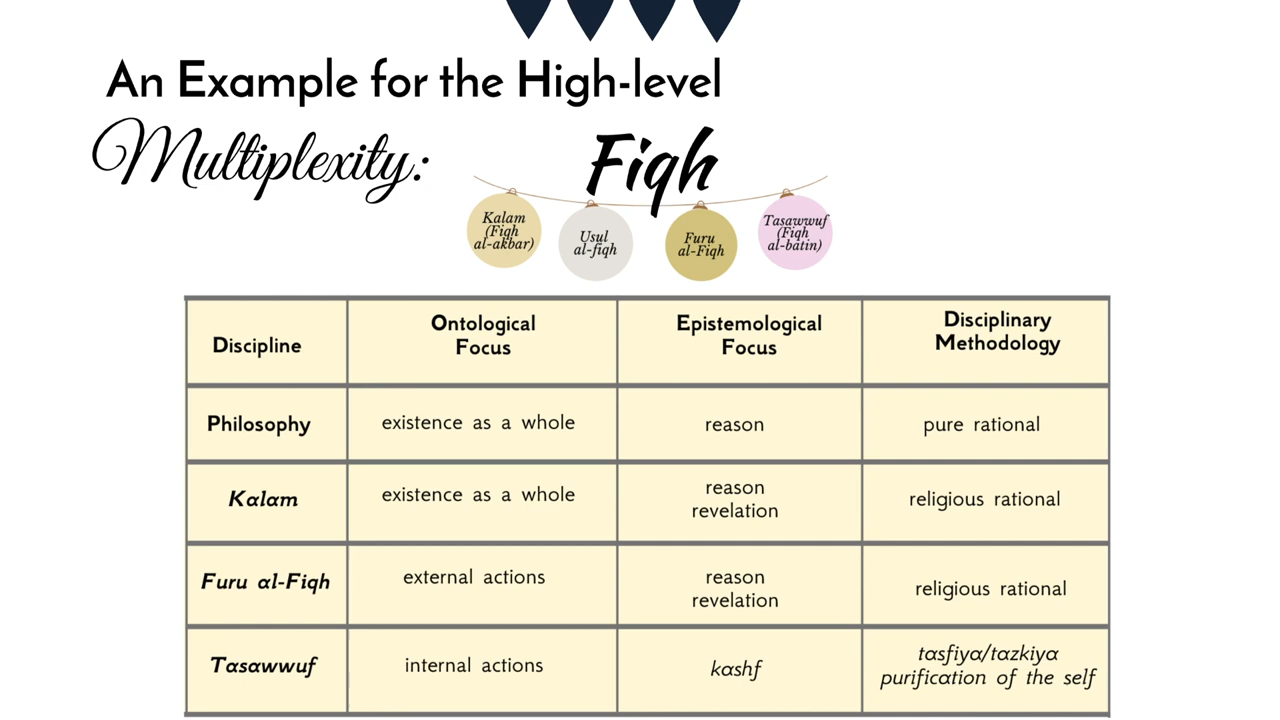 An Example for the High-level
Multiplexity:
Fiqh
Kalam
(Fiqh
al-akbar)
Usul
al-fiqh
Furu
al-Fiqh
Tasawwuf
(Fiqh
al-batin)
Discipline
Ontological
Focus
Epistemological
Focus
Disciplinary
Methodology
Philosophy
existence as a whole
reason
pure rational
Kalam
existence as a whole
reason
revelation
religious rational
Furu al-Fiqh
external actions
reason
revelation
religious rational
Tasawwuf
internal actions
kashf
tasfiya/tazkiya
purification of the self